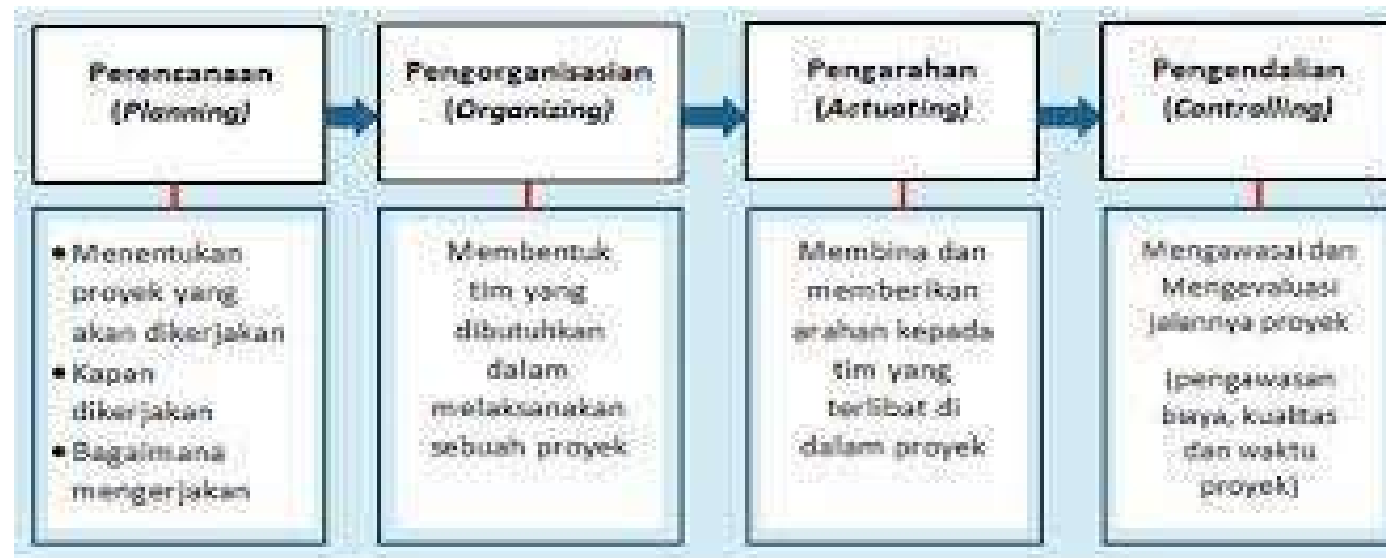 Perencanaan
(Planning)
Pengorganisasian
(Organizing)
Pengarahan
(Actuating)
Pengendalian
(Controlling)
• Menentukan
proyek yang
akan dikerjakan
• Kapan
dikerjakan
• Bagaimana
mengerjakan
Membentuk
tim yang
dibutuhkan
dalam
melaksanakan
sebuah proyek
Membina dan
memberikan
arahan kepada
tim yang
terlibat di
dalam proyek
Mengawasai dan
Mengevaluasi
jalannya proyek
(pengawasan
biaya, kualitas
dan waktu
proyek)